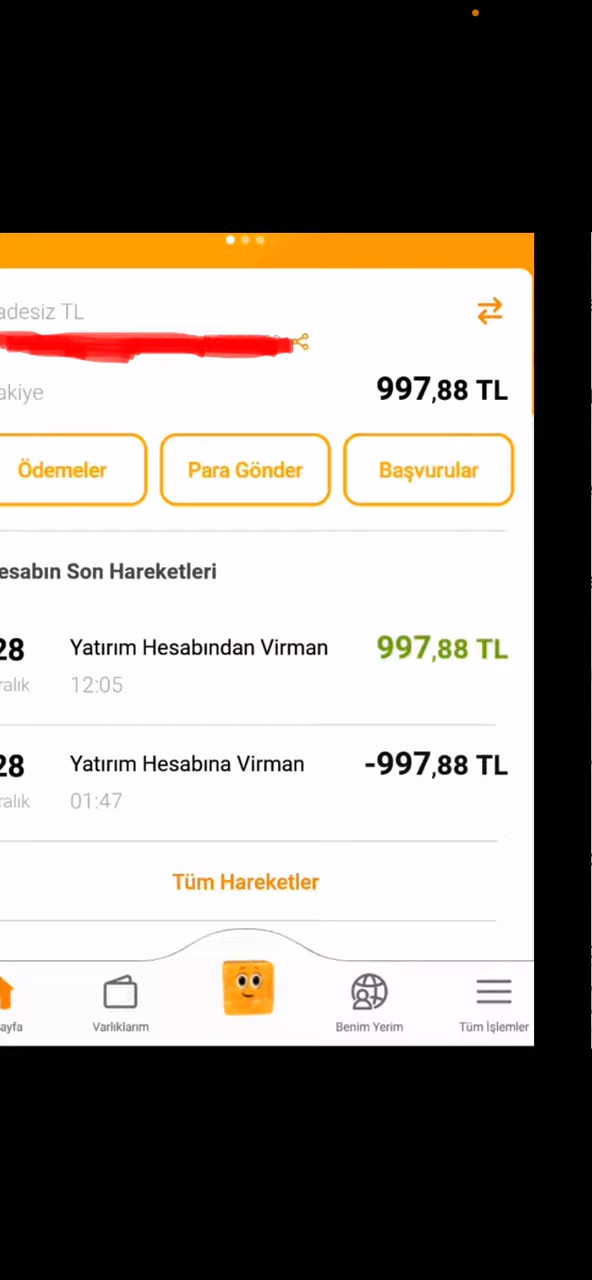 adesiz TL
akiye
997,88 TL
Ödemeler
Para Gönder
Başvurular
esabın Son Hareketleri
28
Yatırım Hesabından Virman
997,88 TL
ralık
12:05
28
Yatırım Hesabına Virman
-997,88 TL
ralık
01:47
Tüm Hareketler
ayfa
Varlıklarım
Benim Yerim
Tüm İşlemler